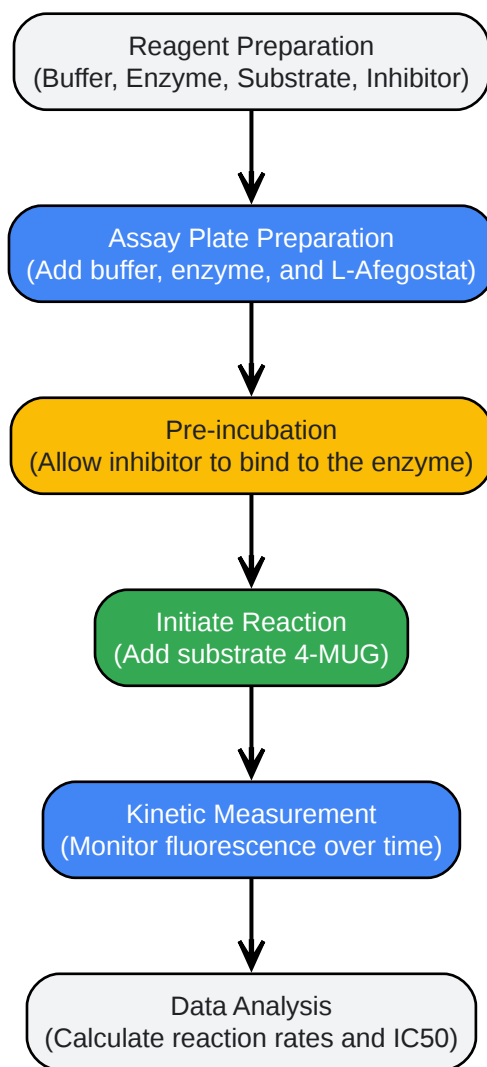 Reagent Preparation
(Buffer, Enzyme, Substrate, Inhibitor)
Assay Plate Preparation
(Add buffer, enzyme, and L-Afegostat)
Pre-incubation
(Allow inhibitor to bind to the enzyme)
Initiate Reaction
(Add substrate 4-MUG)
Kinetic Measurement
(Monitor fluorescence over time)
Data Analysis
(Calculate reaction rates and IC50)